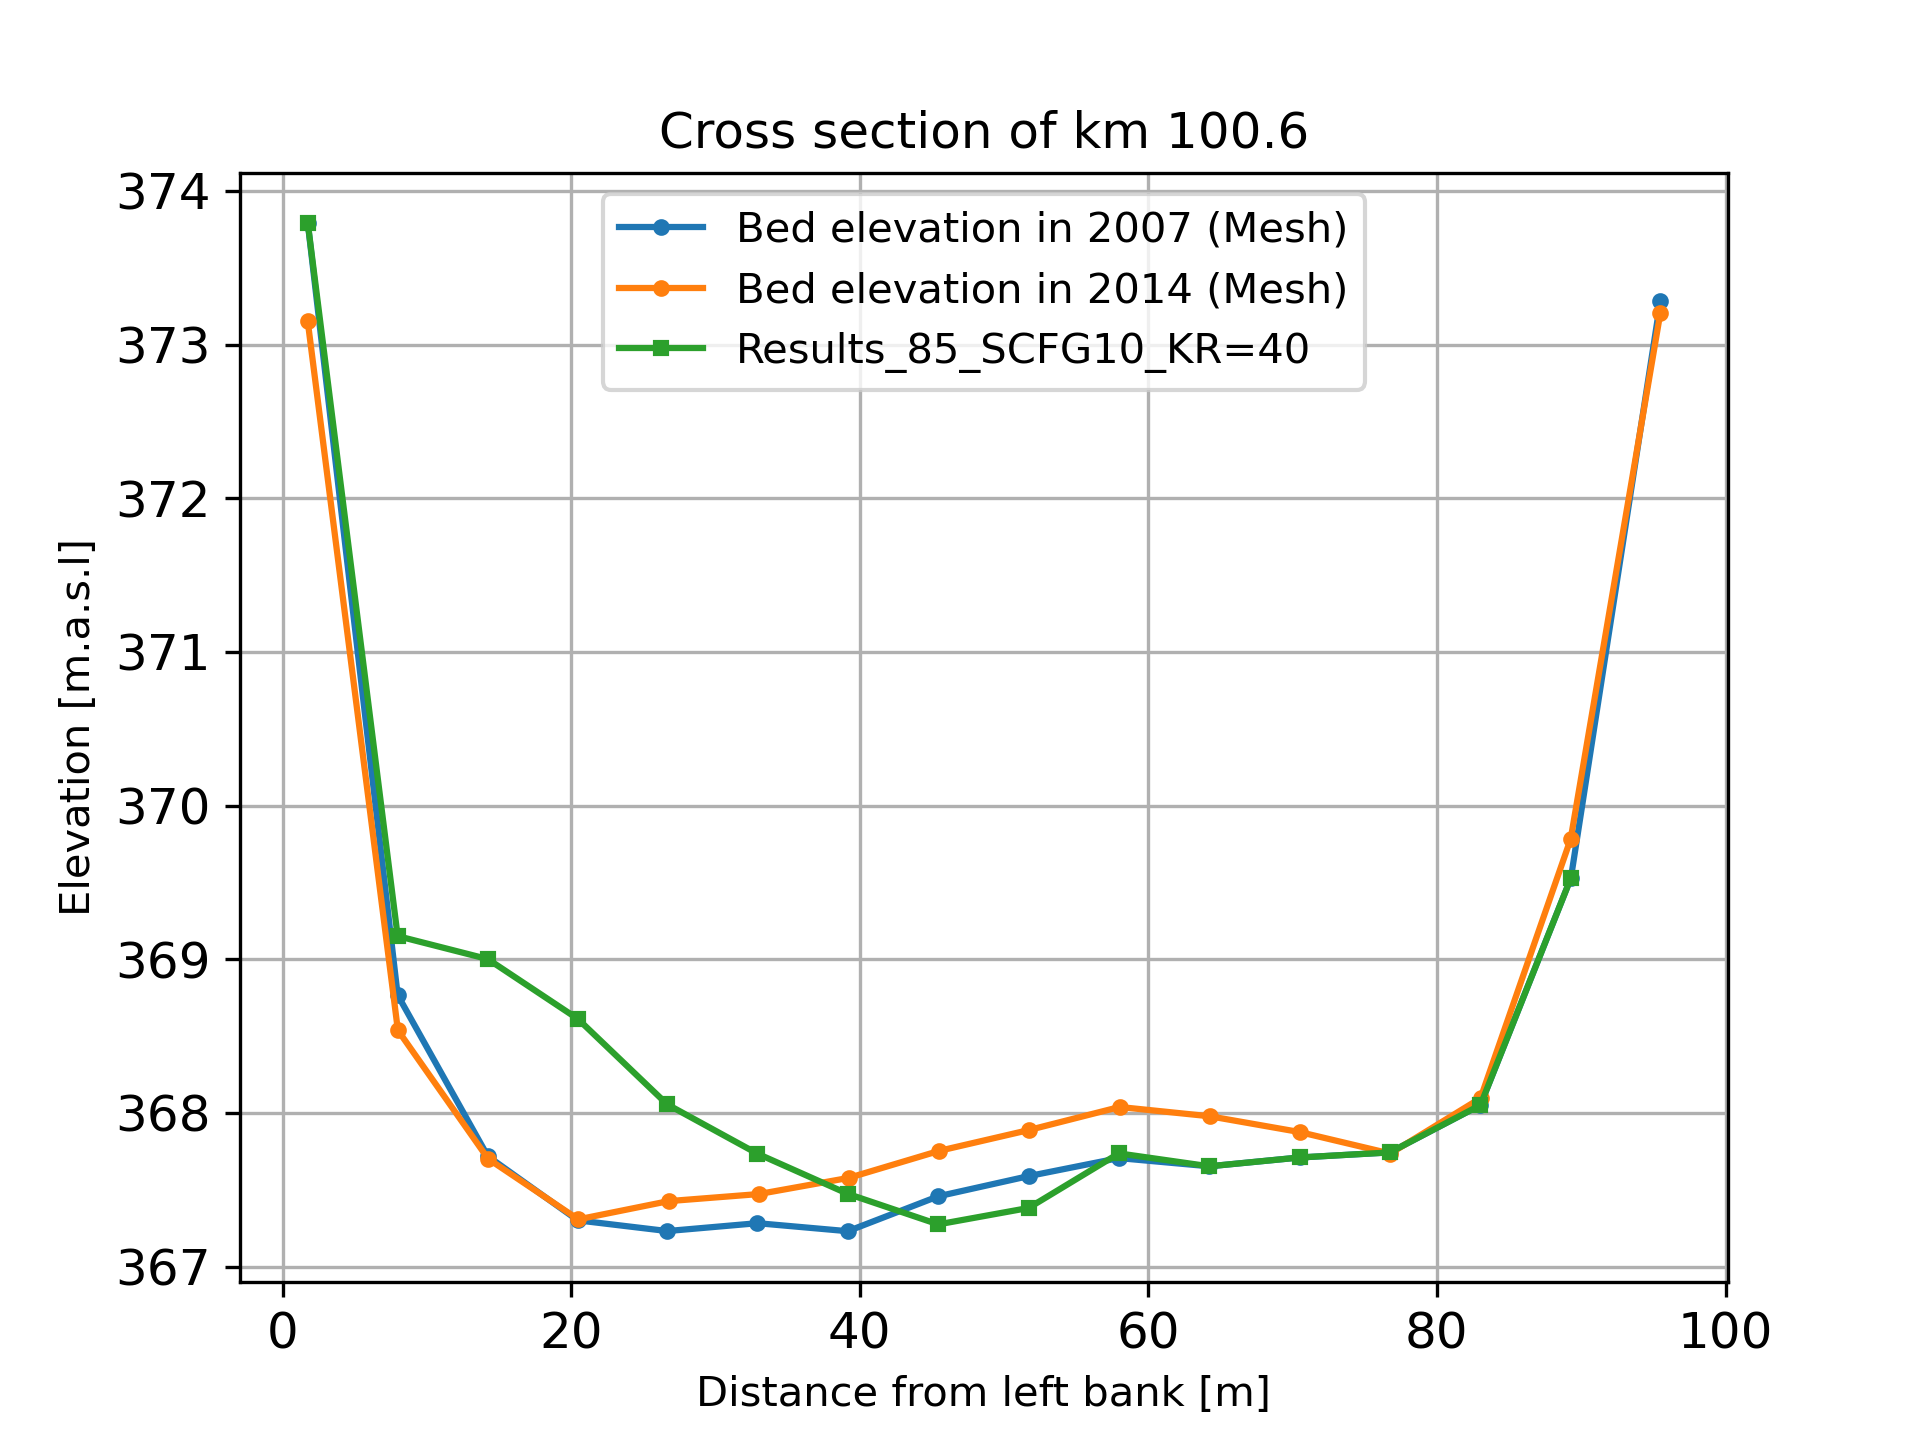 Cross section of km 100.6
374
373
372
371
370
369
368
367
Elevation [m.a.s.l]
Bed elevation in 2007 (Mesh)
Bed elevation in 2014 (Mesh)
Results_85_SCFG10_KR=40
0 20 40 60 80 100
Distance from left bank [m]